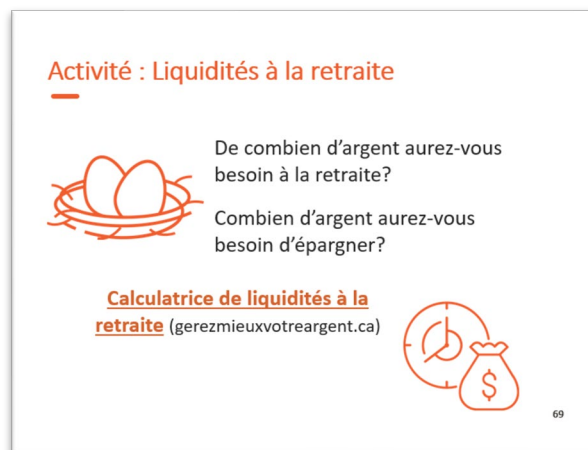 Activité : Liquidités à la retraite
De combien d’argent aurez-vous
besoin à la retraite?
Combien d’argent aurez-vous
besoin d’épargner?
Calculatrice de liquidités à la
retraite (gerezmieuxvotreargent.ca)
$
69